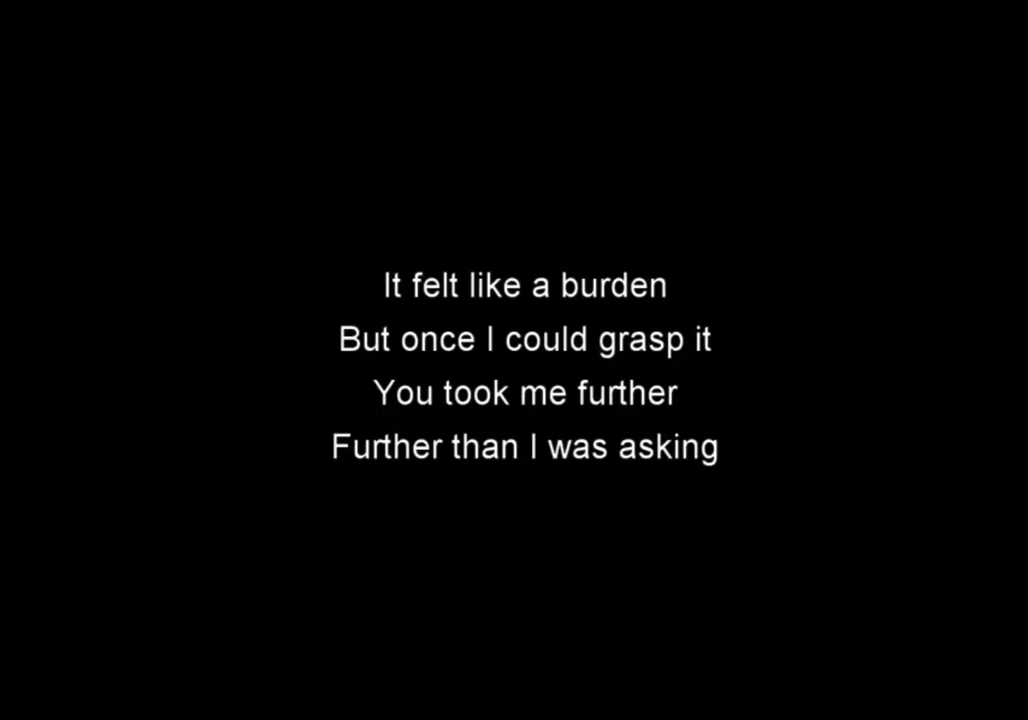 It felt like a burden
But once I could grasp it
You took me further
Further than I was asking